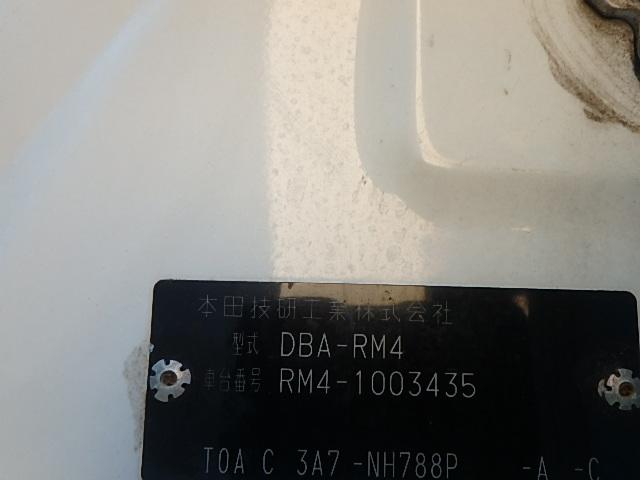 本田技研工業株式会社
型式 DBA-RM4
車台番号 RM4-1003435
TOA C 3A7 -NH788P -A -C